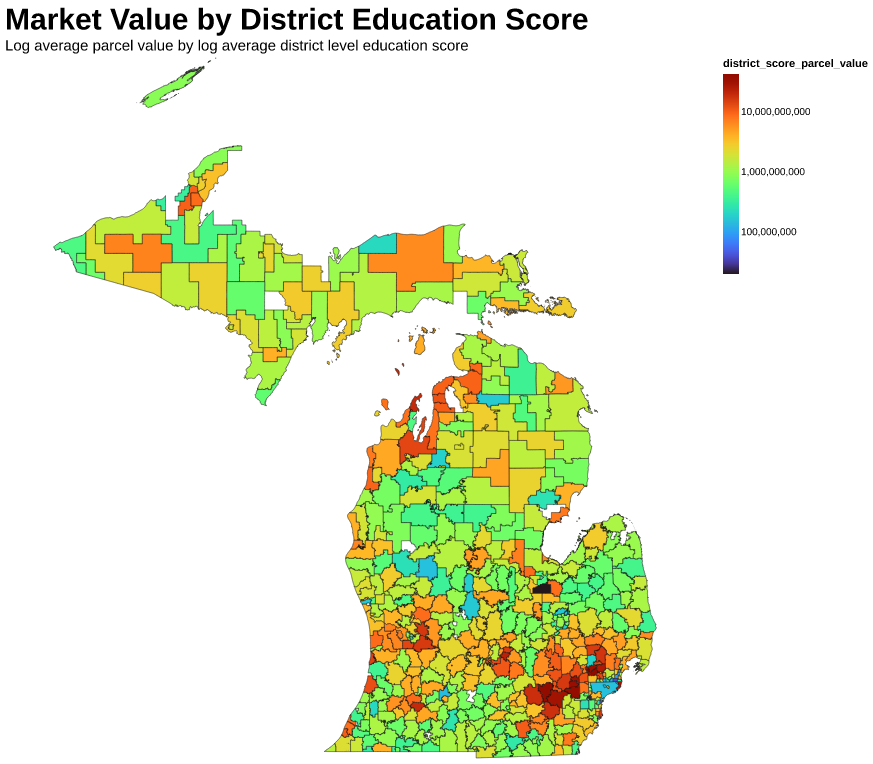 Market Value by District Education Score
Log average parcel value by log average district level education score
district_score_parcel_value
10,000,000,000
1,000,000,000
100,000,000